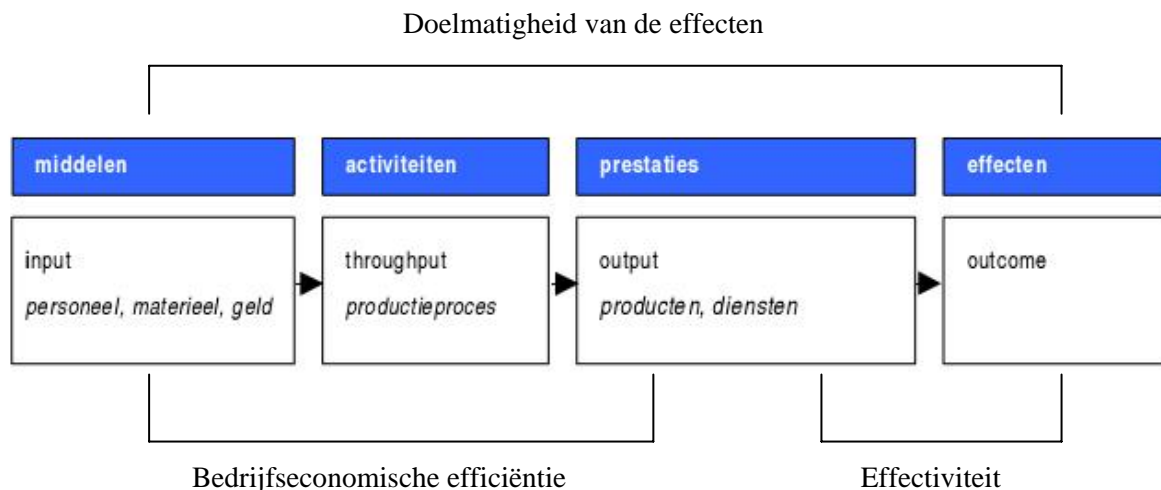 Doelmatigheid van de effecten
middelen
activiteiten
prestaties
effecten
input
personeel, materieel, geld
throughput
productieproces
output
producten, diensten
outcome
Bedrijfseconomische efficiëntie
Effectiviteit